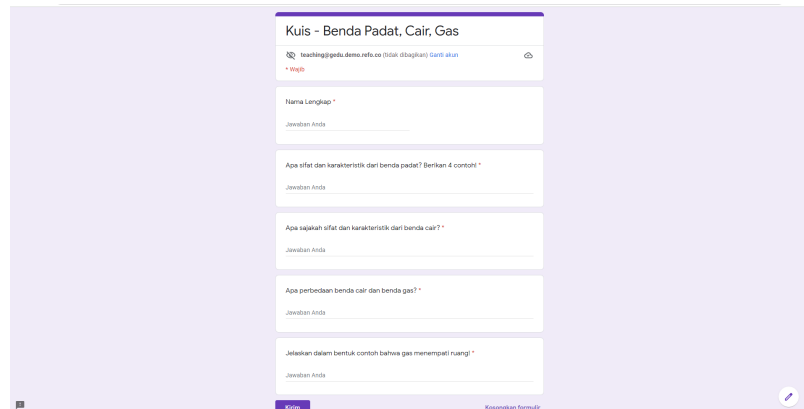 Kuis - Benda Padat, Cair, Gas
teaching@gedu.demo.refo.co (tidak dibagikan) Ganti akun
* Wajib
Nama Lengkap *
Jawaban Anda
Apa sifat dan karakteristik dari benda padat? Berikan 4 contoh! *
Jawaban Anda
Apa sajakah sifat dan karakteristik dari benda cair? *
Jawaban Anda
Apa perbedaan benda cair dan benda gas? *
Jawaban Anda
Jelaskan dalam bentuk contoh bahwa gas menempati ruang! *
Jawaban Anda
Kirim
Kosongkan formulir